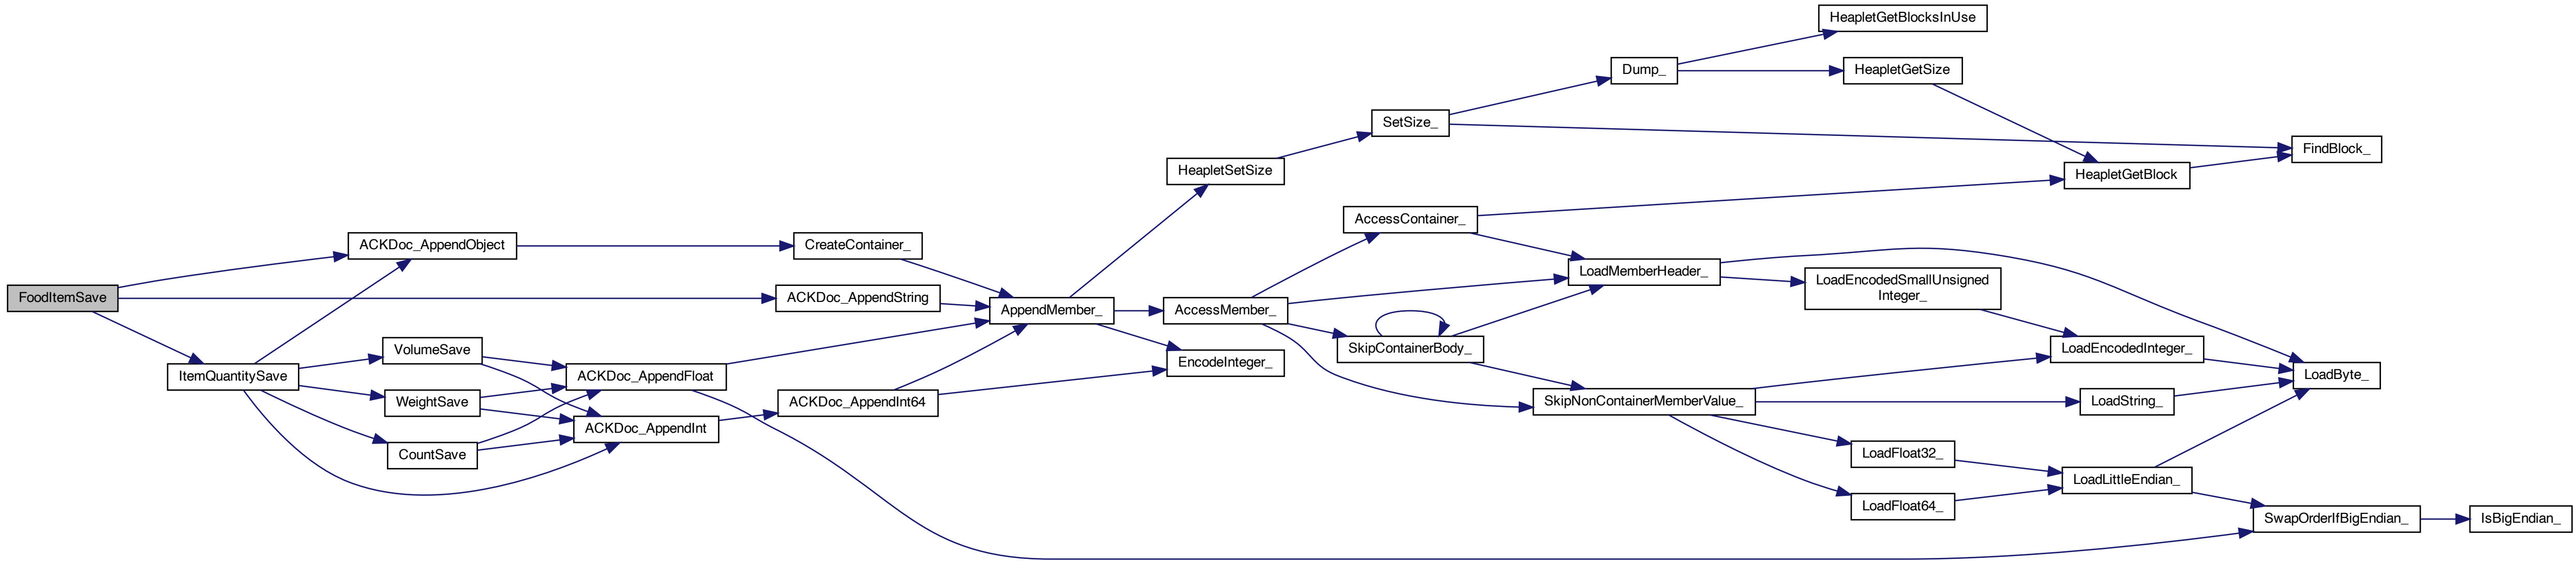 HeapletGetBlocksInUse
Dump_
HeapletGetSize
SetSize_
FindBlock_
HeapletSetSize
HeapletGetBlock
AccessContainer_
ACKDoc_AppendObject
CreateContainer_
LoadMemberHeader_
LoadEncodedSmallUnsigned
Integer_
FoodItemSave
ACKDoc_AppendString
AppendMember_
AccessMember_
VolumeSave
SkipContainerBody_
LoadEncodedInteger_
ItemQuantitySave
ACKDoc_AppendFloat
EncodeInteger_
LoadByte_
WeightSave
ACKDoc_AppendInt64
SkipNonContainerMemberValue_
LoadString_
ACKDoc_AppendInt
CountSave
LoadFloat32_
LoadLittleEndian_
LoadFloat64_
SwapOrderIfBigEndian_
IsBigEndian_